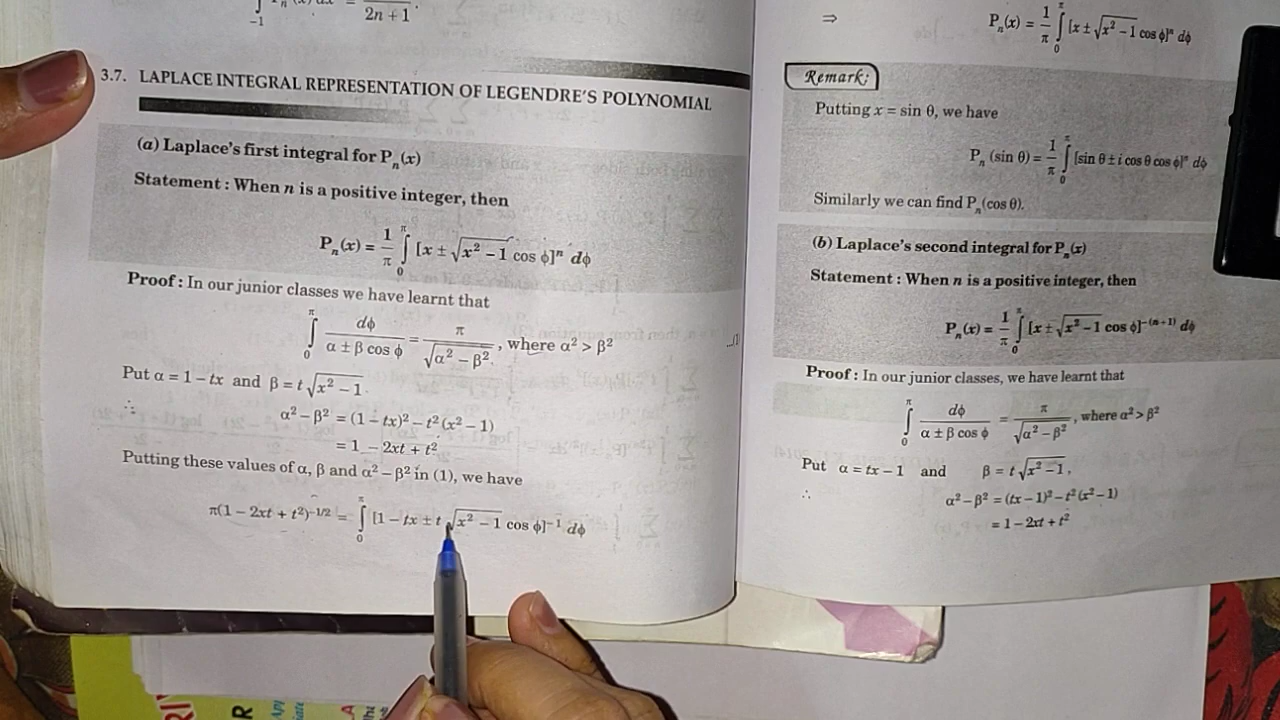 2n + 1
3.7. LAPLACE INTEGRAL REPRESENTATION OF LEGENDRE'S POLYNOMIAL
(a) Laplace's first integral for Pₙ(x)
Statement : When n is a positive integer, then
Pₙ(x) = 1/π ∫₀^π [x ± √(x² – 1) cos ϕ]ⁿ dϕ
Proof : In our junior classes we have learnt that
∫₀^π dϕ/(α ± β cos ϕ) = π/√(α² – β²), where α² > β² ...(1
Put α = 1 – tx and β = t √(x² – 1).
∴ α² – β² = (1 – tx)² – t² (x² – 1)
= 1 – 2xt + t²
Putting these values of α, β and α² – β² in (1), we have
π(1 – 2xt + t²)^(–1/2) = ∫₀^π [1 – tx ± t √(x² – 1) cos ϕ]⁻¹ dϕ
⇒ Pₙ(x) = 1/π ∫₀^π [x ± √(x² – 1) cos ϕ]ⁿ dϕ
Remark:
Putting x = sin θ, we have
Pₙ (sin θ) = 1/π ∫₀^π [sin θ ± i cos θ cos ϕ]ⁿ dϕ
Similarly we can find Pₙ(cos θ).
(b) Laplace's second integral for Pₙ(x)
Statement : When n is a positive integer, then
Pₙ(x) = 1/π ∫₀^π [x ± √(x² – 1) cos ϕ]^(–(n+1)) dϕ
Proof : In our junior classes, we have learnt that
∫₀^π dϕ/(α ± β cos ϕ) = π/√(α² – β²), where α² > β²
Put α = tx – 1 and β = t √(x² – 1),
∴ α² – β² = (tx – 1)² – t² (x² – 1)
= 1 – 2xt + t²